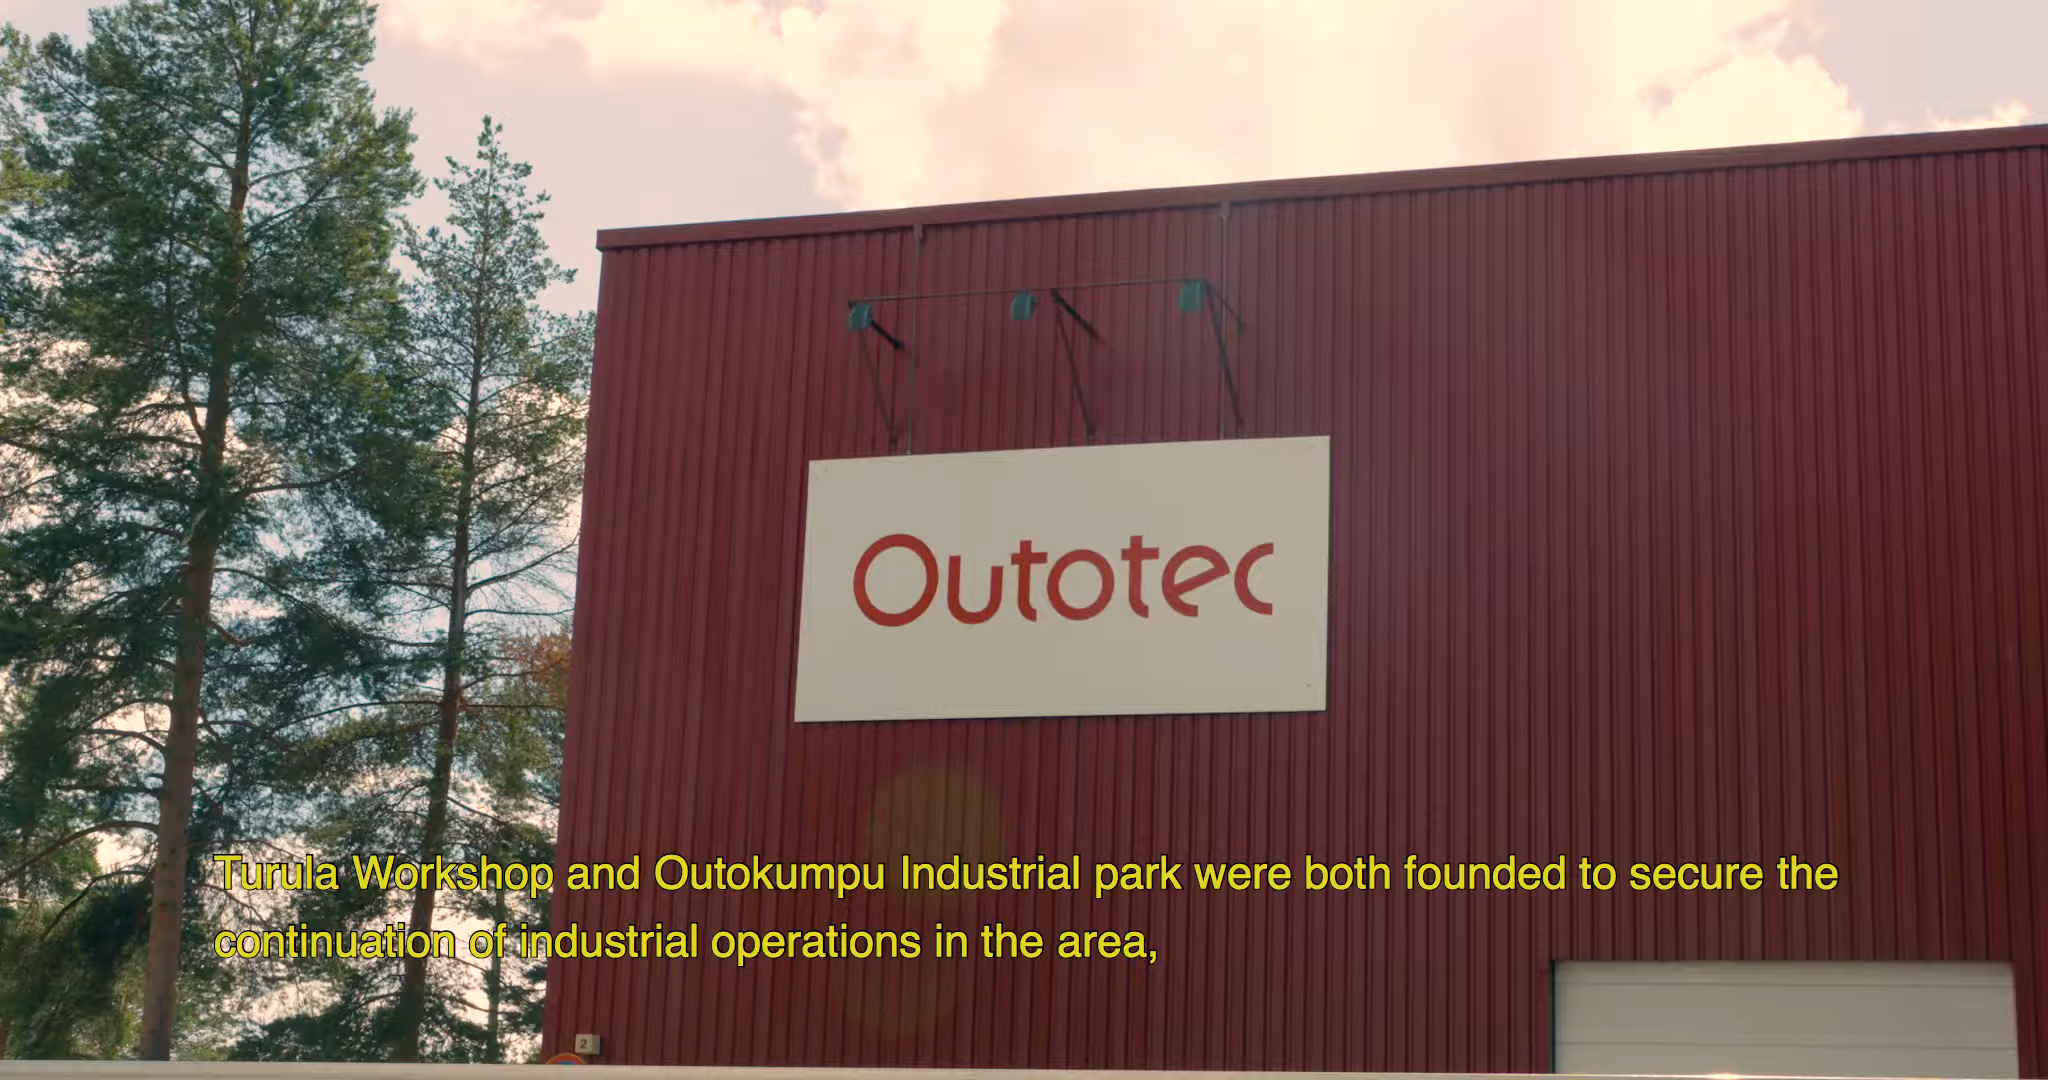 Outotec
Turula Workshop and Outokumpu Industrial park were both founded to secure the
continuation of industrial operations in the area,
2